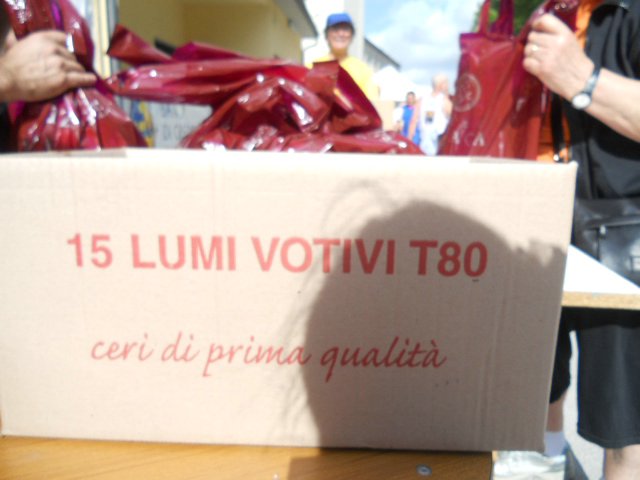 15 LUMI VOTIVI T80
ceri di prima qualità